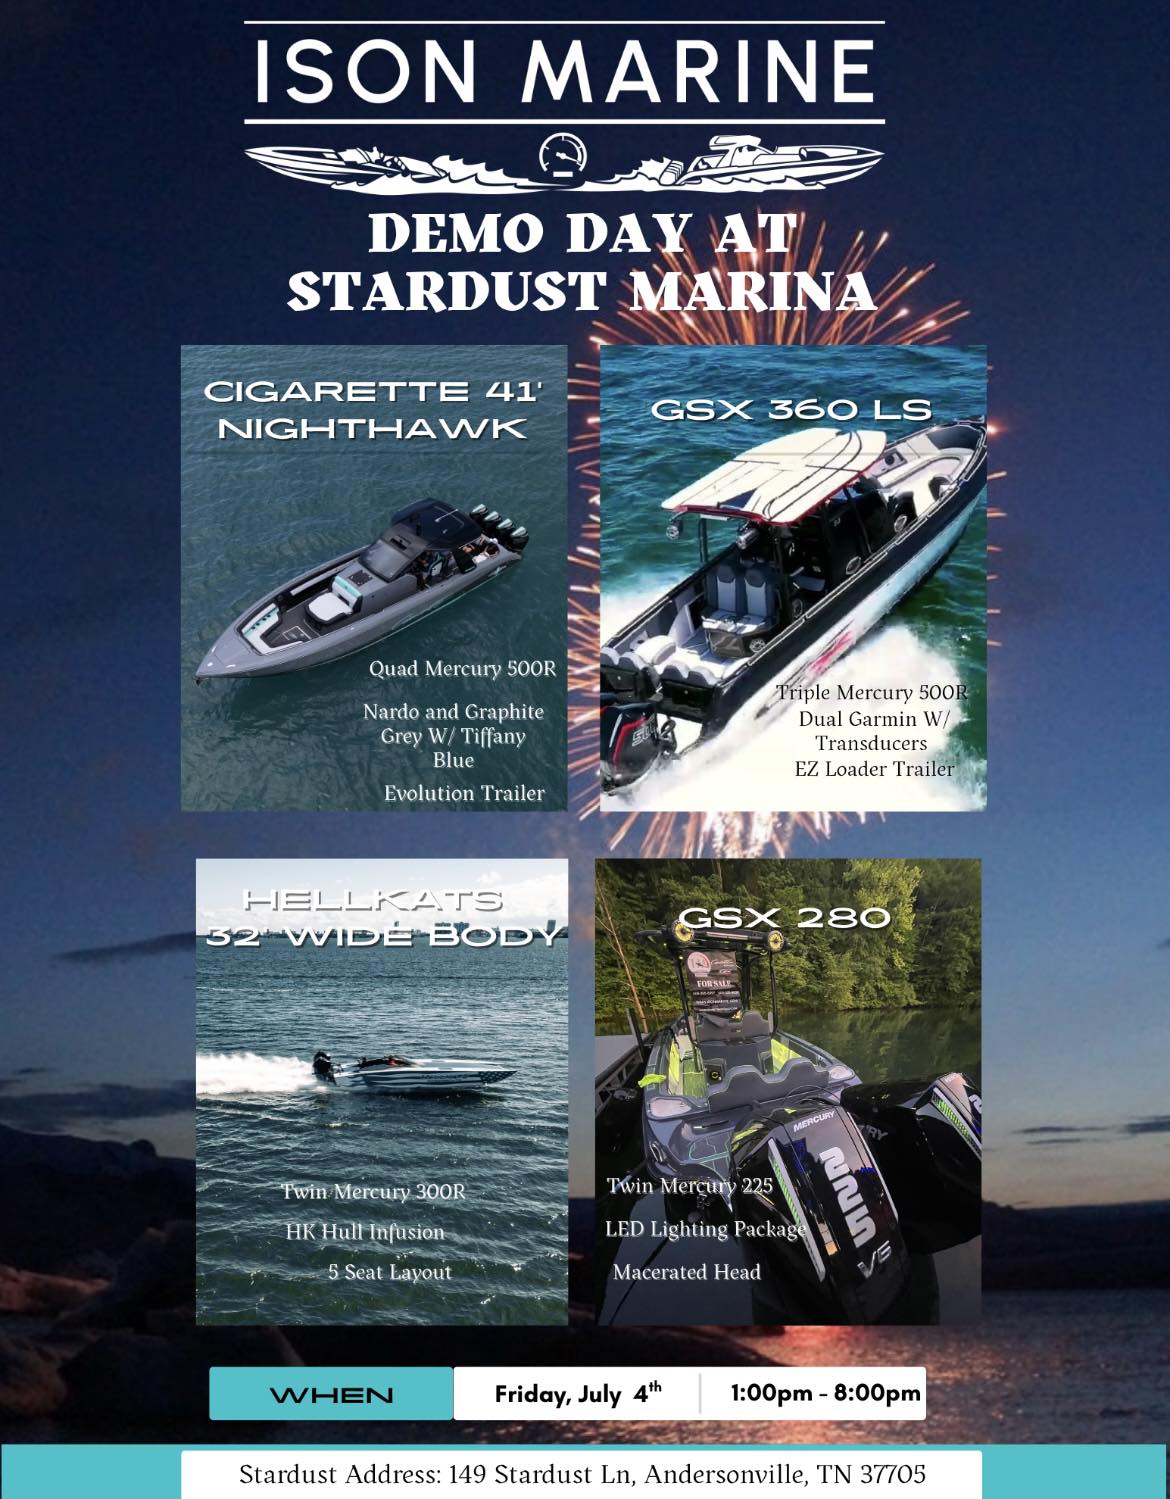 ISON MARINE
DEMO DAY AT
STARDUST MARINA
CIGARETTE 41'
NIGHTHAWK
Quad Mercury 500R
Nardo and Graphite
Grey W/ Tiffany
Blue
Evolution Trailer
GSX 360 LS
Triple Mercury 500R
Dual Garmin W/
Transducers
EZ Loader Trailer
HELLKATS
32' WIDE BODY
Twin Mercury 300R
HK Hull Infusion
5 Seat Layout
GSX 280
FOR SALE
MERCURY
225
V6
Twin Mercury 225
LED Lighting Package
Macerated Head
WHEN
Friday, July 4th
1:00pm - 8:00pm
Stardust Address: 149 Stardust Ln, Andersonville, TN 37705